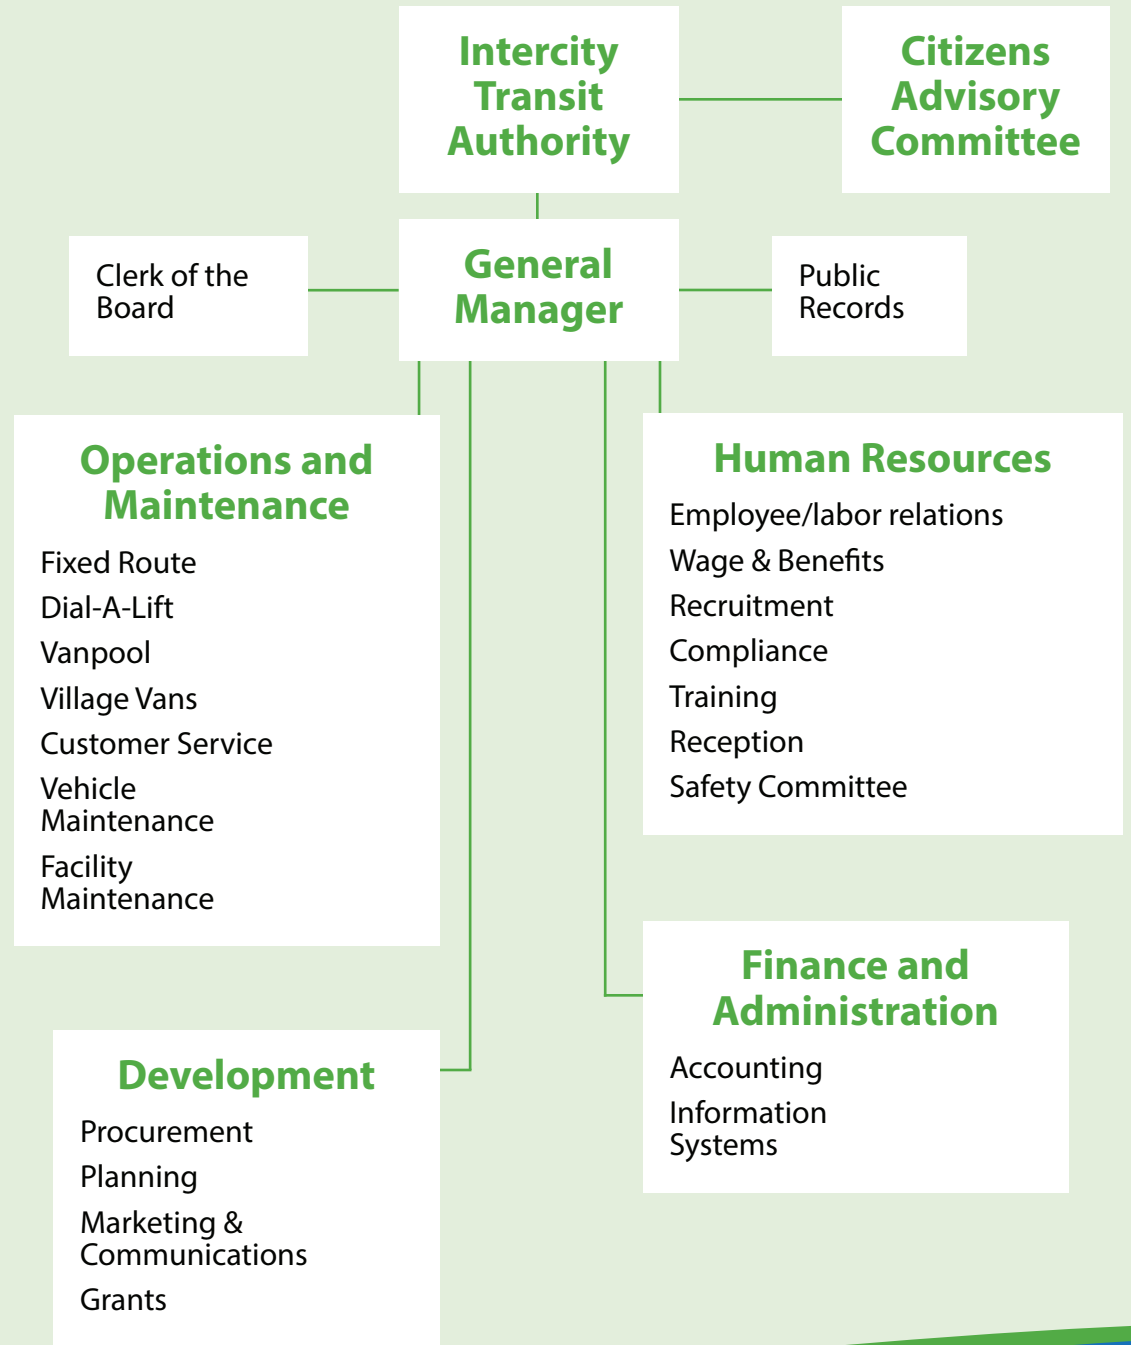 Intercity
Transit
Authority
Citizens
Advisory
Committee
Clerk of the
Board
General
Manager
Public
Records
Operations and
Maintenance
Fixed Route
Dial-A-Lift
Vanpool
Village Vans
Customer Service
Vehicle
Maintenance
Facility
Maintenance
Human Resources
Employee/labor relations
Wage & Benefits
Recruitment
Compliance
Training
Reception
Safety Committee
Development
Procurement
Planning
Marketing &
Communications
Grants
Finance and
Administration
Accounting
Information
Systems